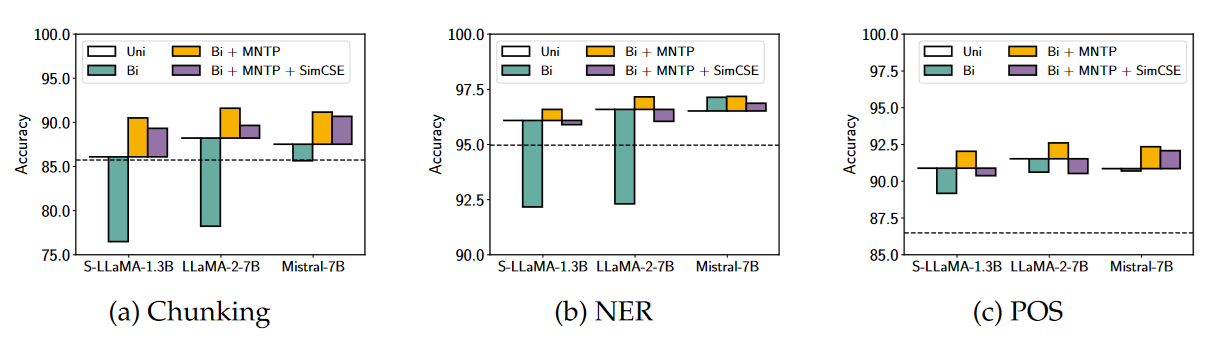 100.0
95.0
90.0
85.0
80.0
75.0
Accuracy
Uni
Bi
Bi + MNTP
Bi + MNTP + SimCSE
S-LLaMA-1.3B LLaMA-2-7B Mistral-7B
(a) Chunking
100.0
97.5
95.0
92.5
90.0
Accuracy
Uni
Bi
Bi + MNTP
Bi + MNTP + SimCSE
S-LLaMA-1.3B LLaMA-2-7B Mistral-7B
(b) NER
100.0
97.5
95.0
92.5
90.0
87.5
85.0
Accuracy
Uni
Bi
Bi + MNTP
Bi + MNTP + SimCSE
S-LLaMA-1.3B LLaMA-2-7B Mistral-7B
(c) POS